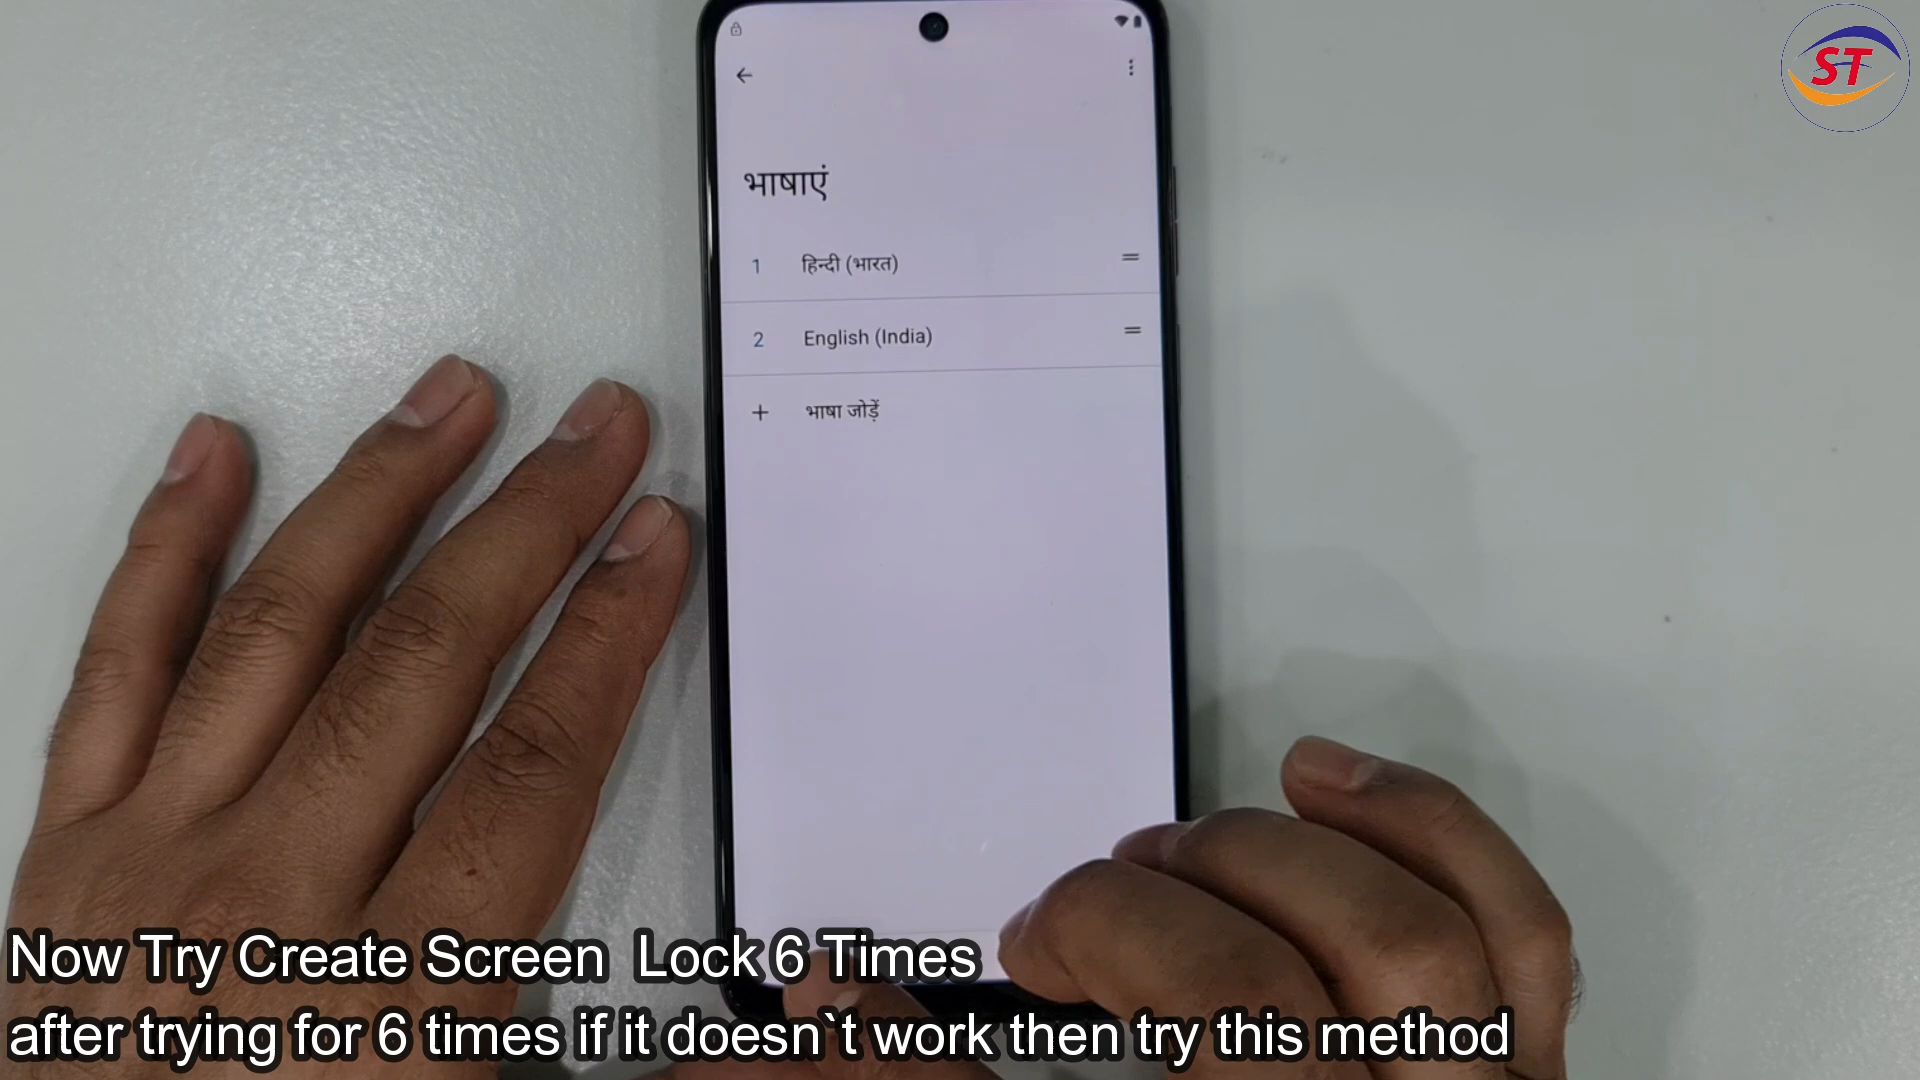 ST
भाषाएं
1 हिन्दी (भारत)
2 English (India)
+ भाषा जोड़ें
Now Try Create Screen Lock 6 Times
after trying for 6 times if it doesn`t work then try this method